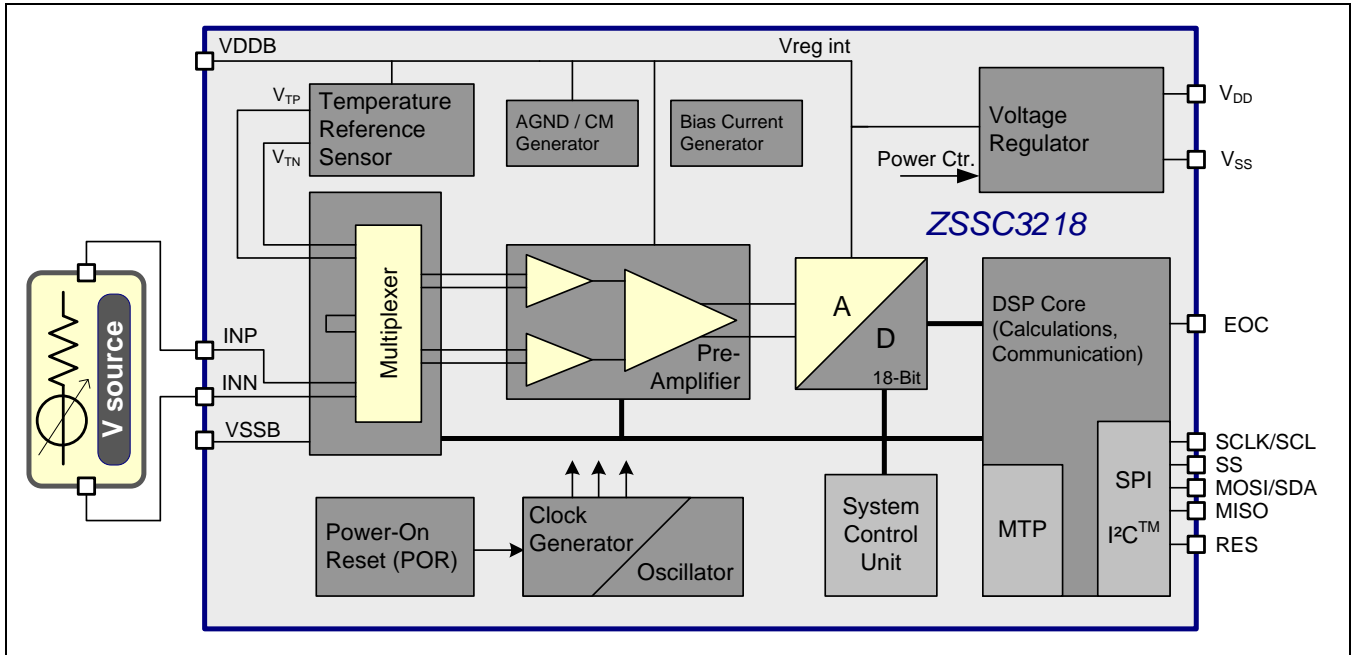 VDDB
Vreg int
VTP
VTN
Temperature
Reference
Sensor
AGND / CM
Generator
Bias Current
Generator
Voltage
Regulator
Power Ctr.
VDD
VSS
ZSSC3218
V source
INP
INN
VSSB
Multiplexer
Pre-
Amplifier
A
D
18-Bit
DSP Core
(Calculations,
Communication)
EOC
Power-On
Reset (POR)
Clock
Generator
Oscillator
System
Control
Unit
MTP
SPI
I²C™
SCLK/SCL
SS
MOSI/SDA
MISO
RES